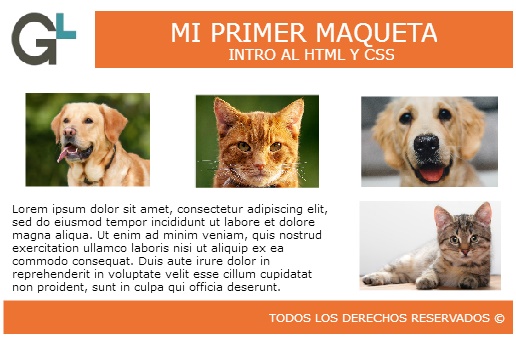 GL
MI PRIMER MAQUETA
INTRO AL HTML Y CSS
Lorem ipsum dolor sit amet, consectetur adipiscing elit,
sed do eiusmod tempor incididunt ut labore et dolore
magna aliqua. Ut enim ad minim veniam, quis nostrud
exercitation ullamco laboris nisi ut aliquip ex ea
commodo consequat. Duis aute irure dolor in
reprehenderit in voluptate velit esse cillum cupidatat
non proident, sunt in culpa qui officia deserunt.
TODOS LOS DERECHOS RESERVADOS ©